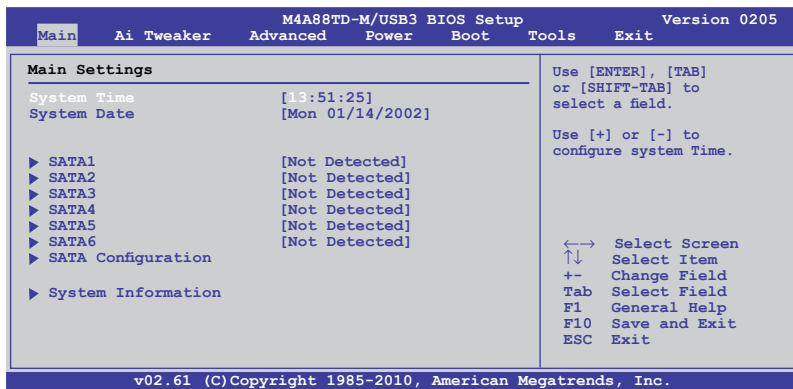 M4A88TD-M/USB3 BIOS Setup Version 0205
Main Ai Tweaker Advanced Power Boot Tools Exit
Main Settings
System Time [13:51:25]
System Date [Mon 01/14/2002]
▶ SATA1 [Not Detected]
▶ SATA2 [Not Detected]
▶ SATA3 [Not Detected]
▶ SATA4 [Not Detected]
▶ SATA5 [Not Detected]
▶ SATA6 [Not Detected]
▶ SATA Configuration
▶ System Information
Use [ENTER], [TAB]
or [SHIFT-TAB] to
select a field.
Use [+] or [-] to
configure system Time.
←→ Select Screen
↑↓ Select Item
+- Change Field
Tab Select Field
F1 General Help
F10 Save and Exit
ESC Exit
v02.61 (C)Copyright 1985-2010, American Megatrends, Inc.